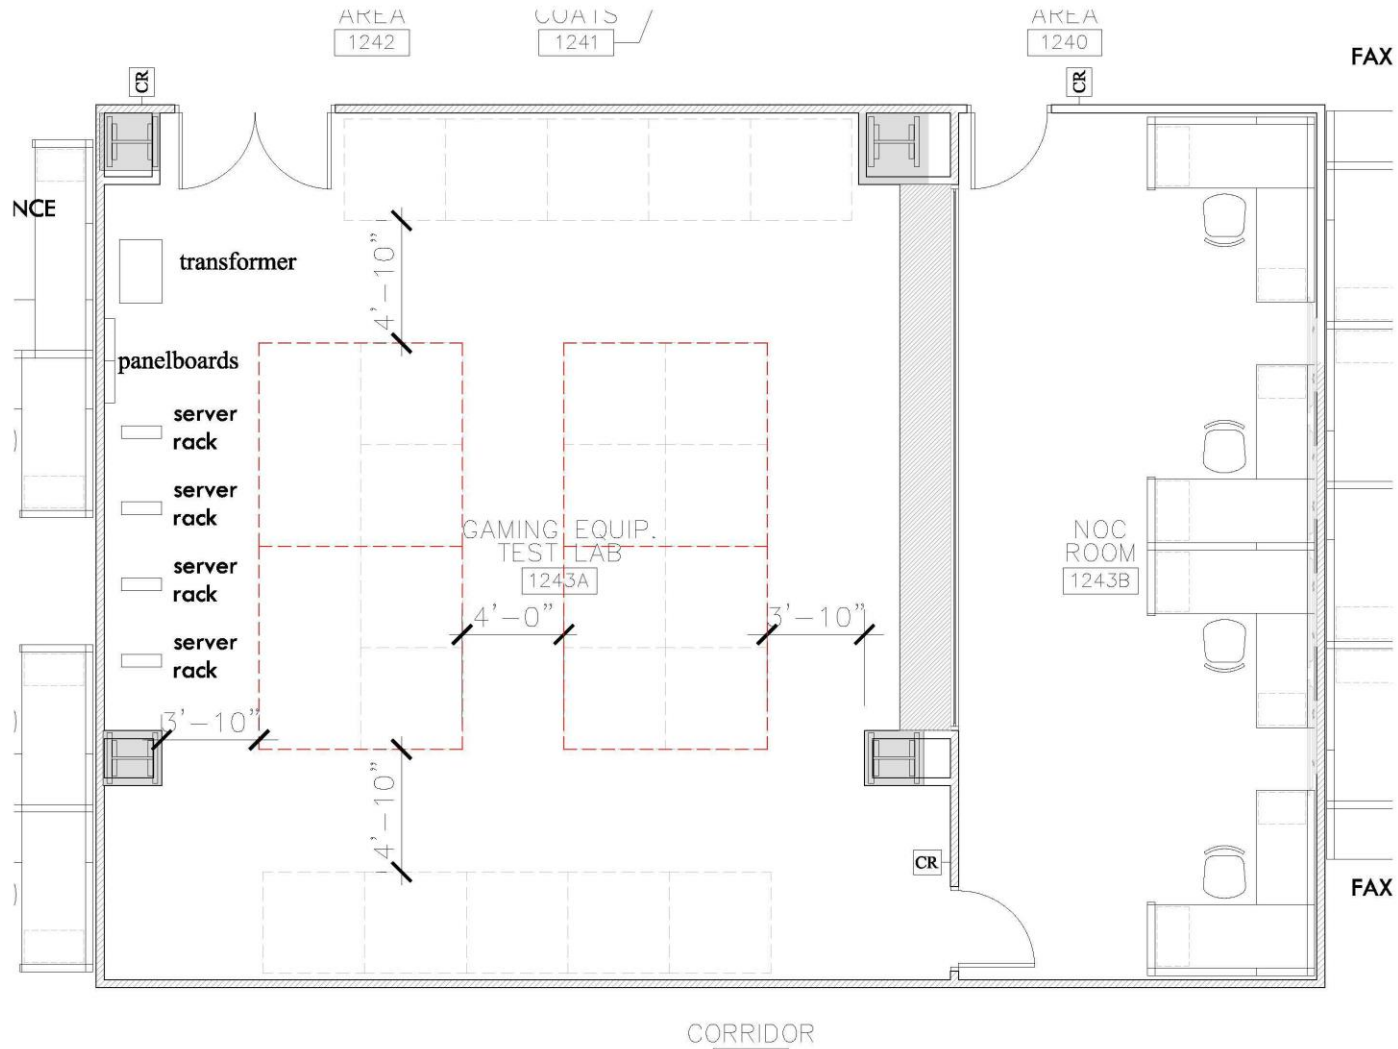 AREA
1242
COATS
1241
AREA
1240
FAX
CR
CR
NCE
4'-10"
transformer
panelboards
server
rack
server
rack
GAMING EQUIP.
TEST LAB
1243A
NOC
ROOM
1243B
server
rack
4'-0"
3'-10"
server
rack
3'-10"
4'-10"
CR
FAX
CORRIDOR